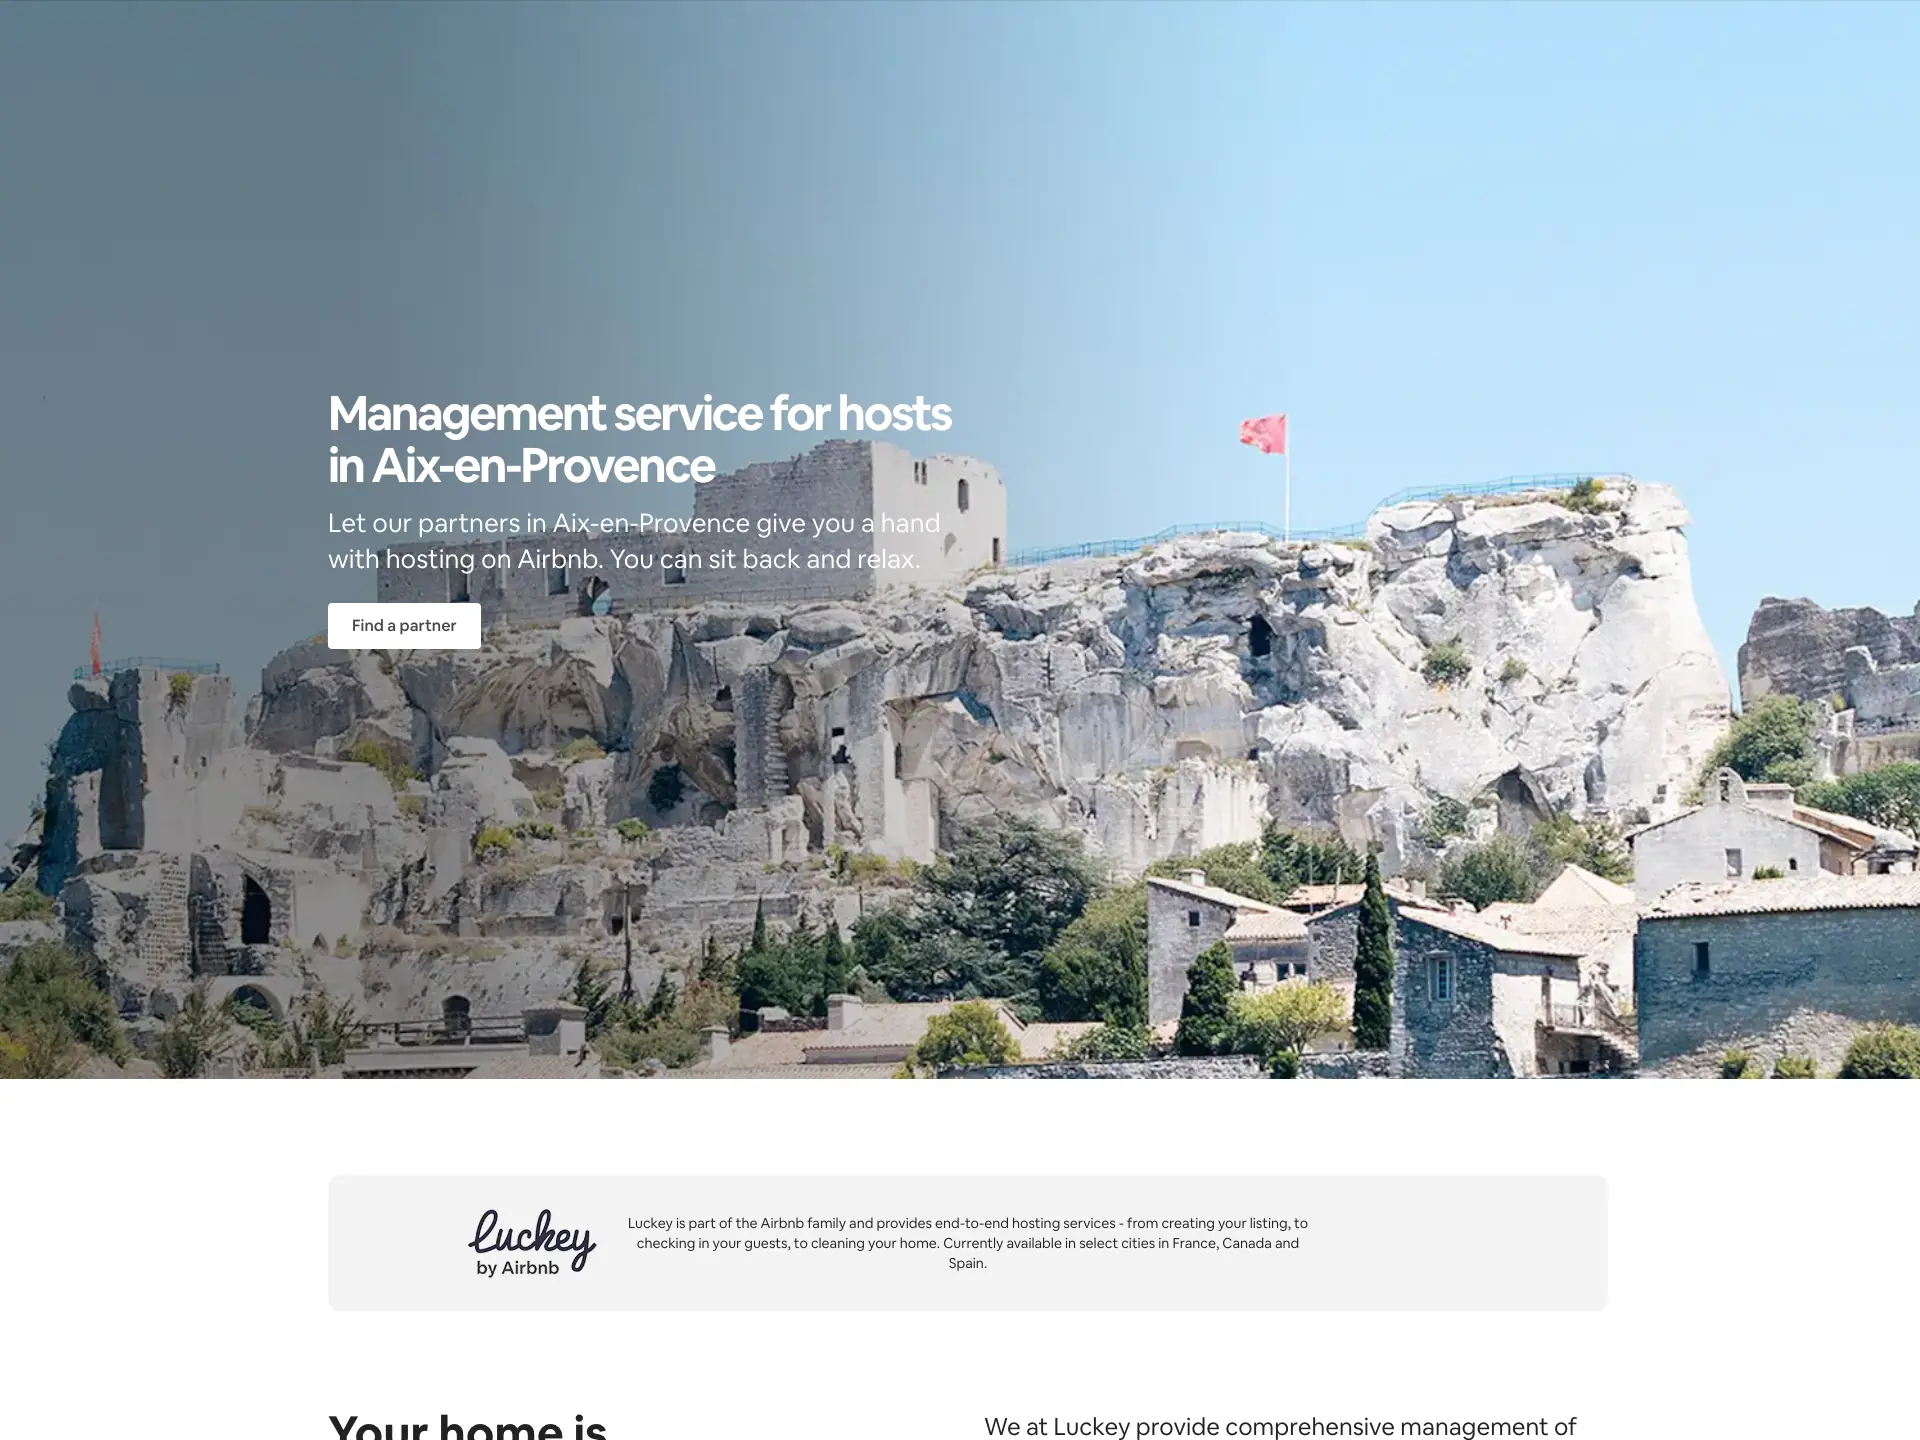 Management service for hosts
in Aix-en-Provence
Let our partners in Aix-en-Provence give you a hand
with hosting on Airbnb. You can sit back and relax.
Find a partner
luckey
by Airbnb
Luckey is part of the Airbnb family and provides end-to-end hosting services - from creating your listing, to
checking in your guests, to cleaning your home. Currently available in select cities in France, Canada and
Spain.
Your home is
We at Luckey provide comprehensive management of